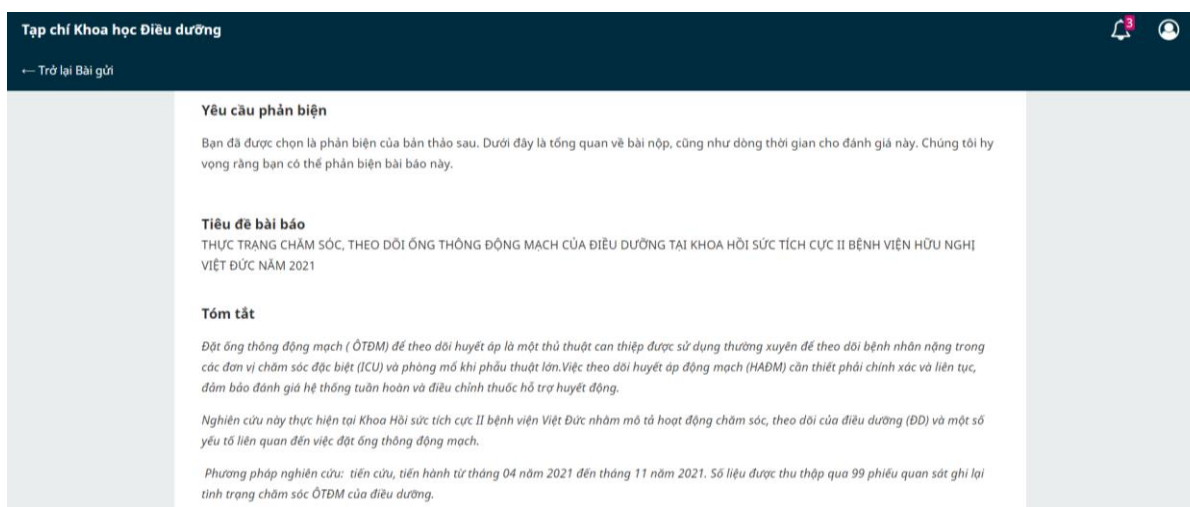 Tạp chí Khoa học Điều dưỡng
3
← Trở lại Bài gửi
Yêu cầu phản biện
Bạn đã được chọn là phản biện của bản thảo sau. Dưới đây là tổng quan về bài nộp, cũng như dòng thời gian cho đánh giá này. Chúng tôi hy
vọng rằng bạn có thể phản biện bài báo này.
Tiêu đề bài báo
THỰC TRẠNG CHĂM SÓC, THEO DÕI ỐNG THÔNG ĐỘNG MẠCH CỦA ĐIỀU DƯỠNG TẠI KHOA HỒI SỨC TÍCH CỰC II BỆNH VIỆN HỮU NGHỊ
VIỆT ĐỨC NĂM 2021
Tóm tắt
Đặt ống thông động mạch ( ÔTĐM) để theo dõi huyết áp là một thủ thuật can thiệp được sử dụng thường xuyên để theo dõi bệnh nhân nặng trong
các đơn vị chăm sóc đặc biệt (ICU) và phòng mổ khi phẫu thuật lớn.Việc theo dõi huyết áp động mạch (HAĐM) cần thiết phải chính xác và liên tục,
đảm bảo đánh giá hệ thống tuần hoàn và điều chỉnh thuốc hỗ trợ huyết động.
Nghiên cứu này thực hiện tại Khoa Hồi sức tích cực II bệnh viện Việt Đức nhằm mô tả hoạt động chăm sóc, theo dõi của điều dưỡng (ĐD) và một số
yếu tố liên quan đến việc đặt ống thông động mạch.
Phương pháp nghiên cứu: tiến cứu, tiến hành từ tháng 04 năm 2021 đến tháng 11 năm 2021. Số liệu được thu thập qua 99 phiếu quan sát ghi lại
tình trạng chăm sóc ÔTĐM của điều dưỡng.